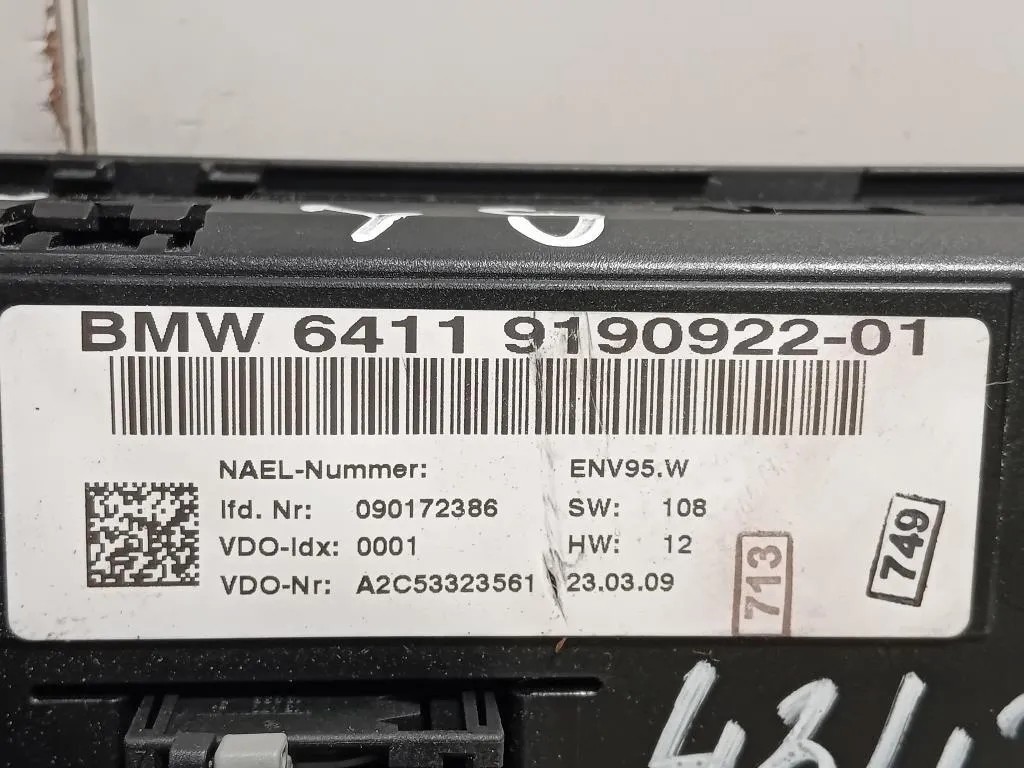 BMW 6411 9190922-01
NAEL-Nummer: ENV95.W
lfd. Nr: 090172386 SW: 108
VDO-Idx: 0001 HW: 12
VDO-Nr: A2C53323561 23.03.09
713
749